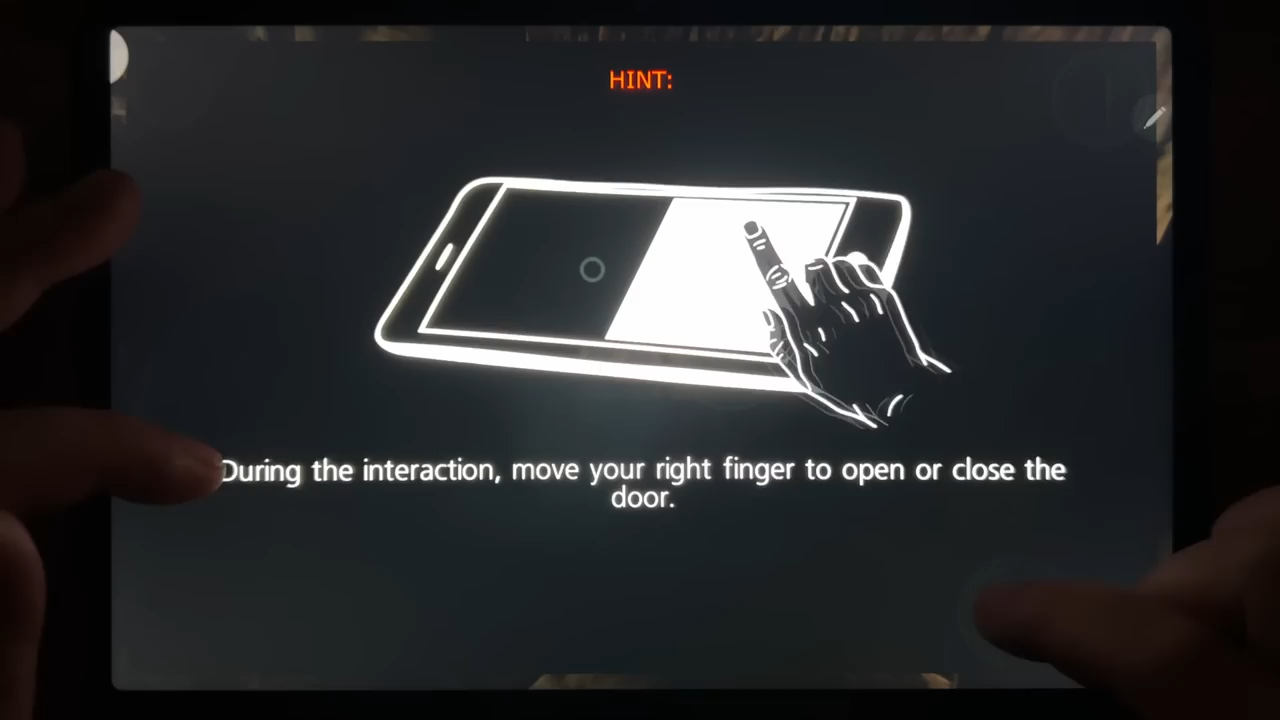 HINT:
During the interaction, move your right finger to open or close the
door.